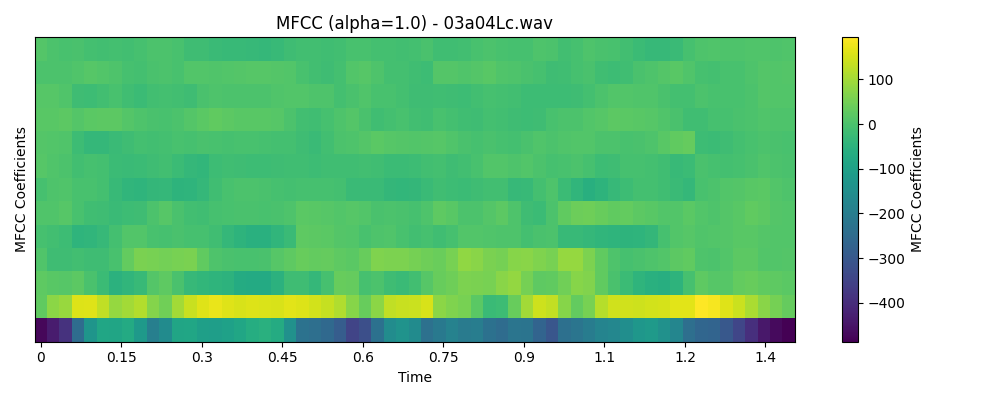 MFCC (alpha=1.0) - 03a04Lc.wav
MFCC Coefficients
0 0.15 0.3 0.45 0.6 0.75 0.9 1.1 1.2 1.4
Time
100
0
−100
−200
−300
−400
MFCC Coefficients